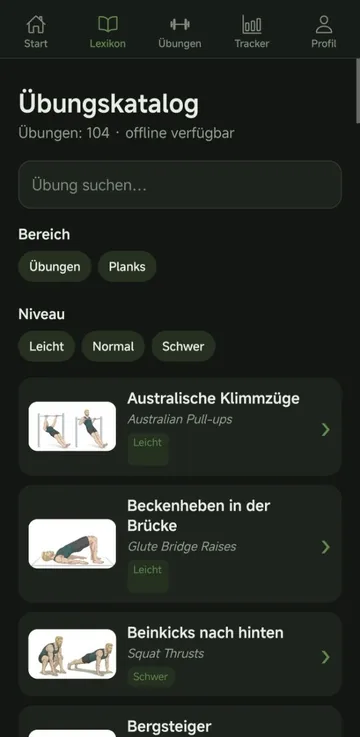 Start
Lexikon
Übungen
Tracker
Profil
Übungskatalog
Übungen: 104 · offline verfügbar
Übung suchen...
Bereich
Übungen
Planks
Niveau
Leicht
Normal
Schwer
Australische Klimmzüge
Australian Pull-ups
Leicht
Beckenheben in der
Brücke
Glute Bridge Raises
Leicht
Beinkicks nach hinten
Squat Thrusts
Schwer
Bergsteiger